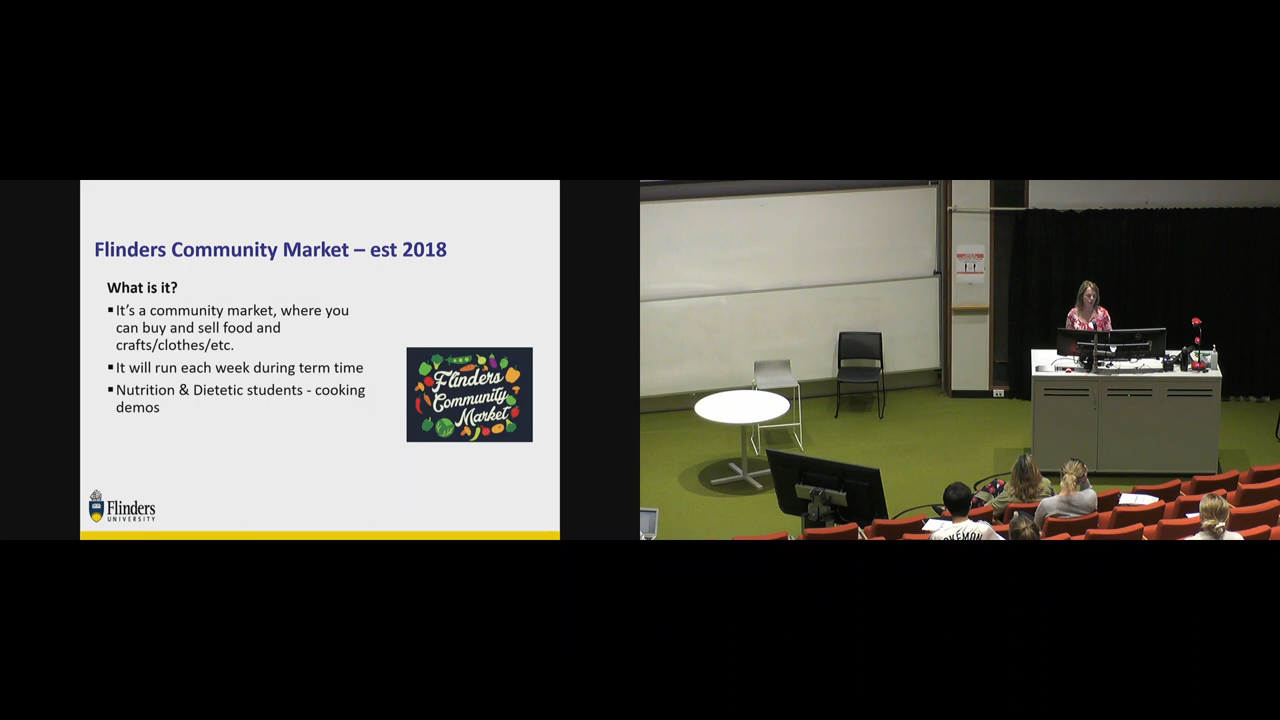 Flinders Community Market – est 2018
What is it?
▪It's a community market, where you
can buy and sell food and
crafts/clothes/etc.
▪It will run each week during term time
▪Nutrition & Dietetic students - cooking
demos
Flinders
Community
Market
Flinders
UNIVERSITY